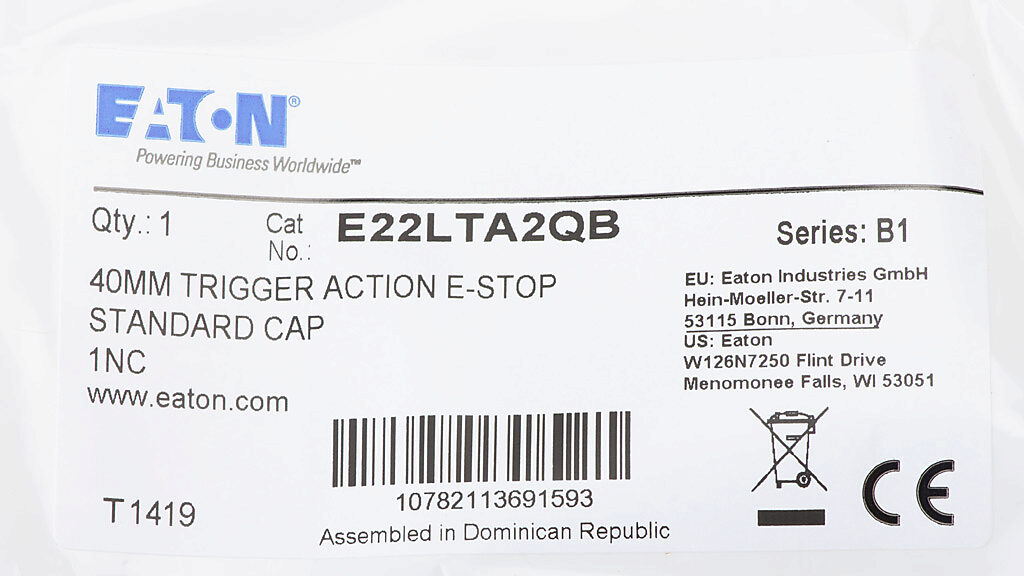 EATON®
Powering Business Worldwide™
Qty.: 1 Cat No.: E22LTA2QB Series: B1
40MM TRIGGER ACTION E-STOP
STANDARD CAP
1NC
www.eaton.com
EU: Eaton Industries GmbH
Hein-Moeller-Str. 7-11
53115 Bonn, Germany
US: Eaton
W126N7250 Flint Drive
Menomonee Falls, WI 53051
T1419
10782113691593
Assembled in Dominican Republic
CE